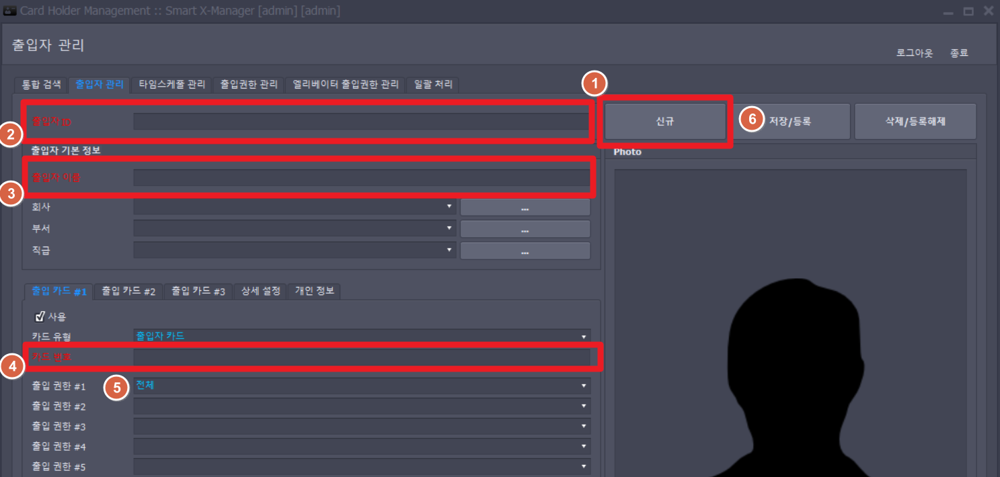 Card Holder Management :: Smart X-Manager [admin] [admin]
출입자 관리
로그아웃 종료
통합 검색 출입자 관리 타임스케쥴 관리 출입권한 관리 엘리베이터 출입권한 관리 일괄 처리
1
출입자 ID
2
신규
6
저장/등록
삭제/등록해제
출입자 기본 정보
Photo
출입자 이름
3
회사 ...
부서 ...
직급 ...
출입 카드 #1 출입 카드 #2 출입 카드 #3 상세 설정 개인 정보
사용
카드 유형 출입자 카드
카드 번호
4
출입 권한 #1 5 전체
출입 권한 #2
출입 권한 #3
출입 권한 #4
출입 권한 #5